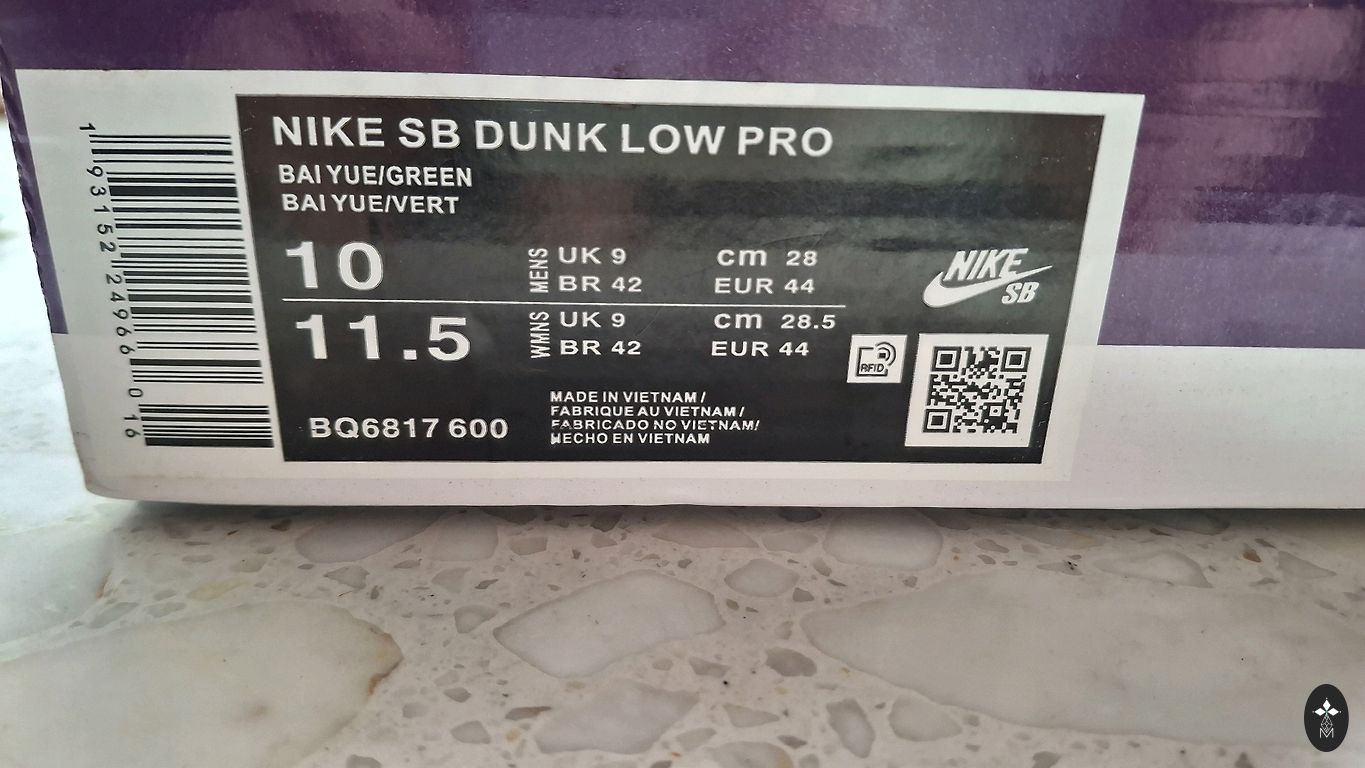 NIKE SB DUNK LOW PRO
BAI YUE/GREEN
BAI YUE/VERT
10
MENS
UK 9
cm 28
BR 42
EUR 44
11.5
WMNS
UK 9
cm 28.5
BR 42
EUR 44
BQ6817 600
MADE IN VIETNAM /
FABRIQUE AU VIETNAM /
FABRICADO NO VIETNAM/
HECHO EN VIETNAM
NIKE
SB
RFID
1 93152 24966 0 16
M